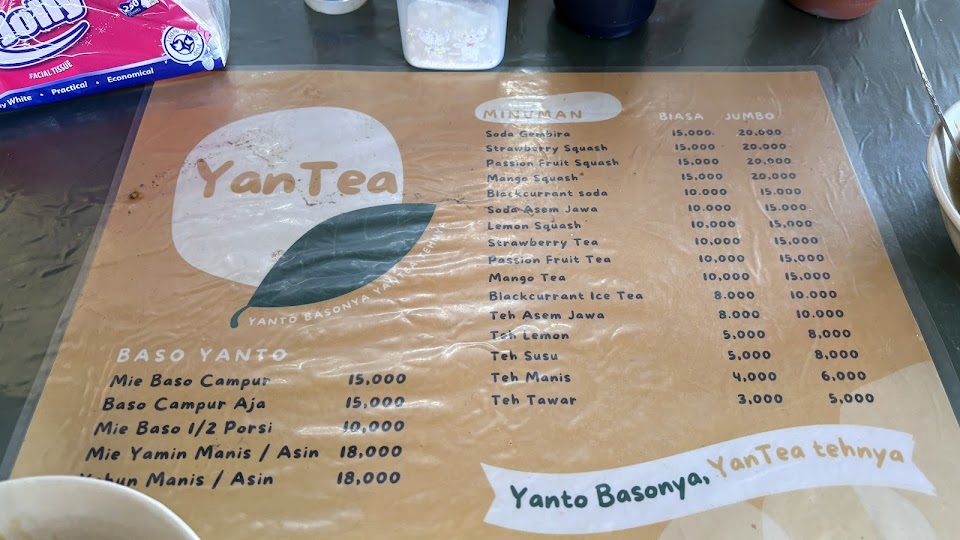 Jolly
FACIAL TISSUE
White • Practical • Economical
250
YanTea
YANTO BASONYA YANTEA TEHNYA
BASO YANTO
Mie Baso Campur 15,000
Baso Campur Aja 15,000
Mie Baso 1/2 Porsi 10,000
Mie Yamin Manis / Asin 18,000
hun Manis / Asin 18,000
MINUMAN BIASA JUMBO
Soda Gembira 15.000 20.000
Strawberry Squash 15.000 20.000
Passion Fruit Squash 15.000 20.000
Mango Squash 15.000 20,000
Blackcurrant soda 10.000 15.000
Soda Asem Jawa 10.000 15.000
Lemon Squash 10,000 15,000
Strawberry Tea 10,000 15,000
Passion Fruit Tea 10,000 15.000
Mango Tea 10,000 15,000
Blackcurrant Ice Tea 8.000 10.000
Teh Asem Jawa 8.000 10.000
Teh Lemon 5,000 8,000
Teh Susu 5,000 8,000
Teh Manis 4,000 6,000
Teh Tawar 3,000 5,000
Yanto Basonya, YanTea tehnya